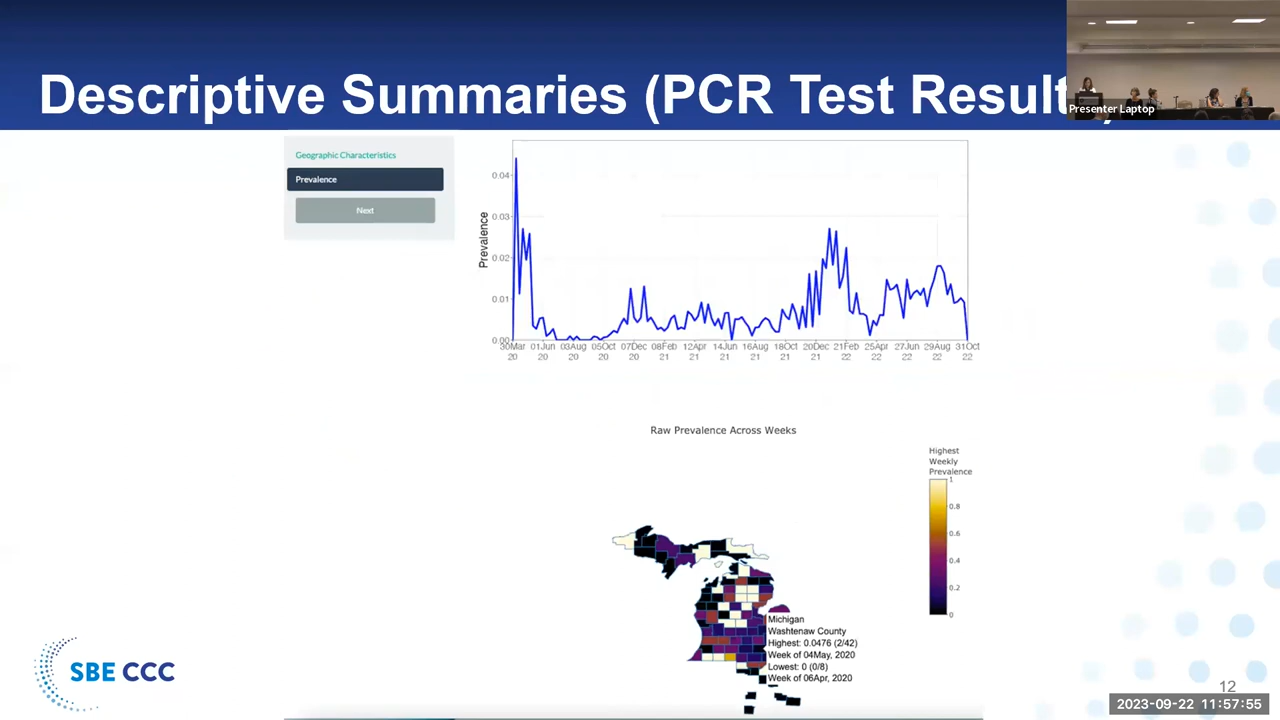 Descriptive Summaries (PCR Test Result
Presenter Laptop
Geographic Characteristics
Prevalence
Next
Prevalence
0.04
0.03
0.02
0.01
0.00
30Mar 01Jun 03Aug 05Oct 07Dec 08Feb 12Apr 14Jun 16Aug 18Oct 20Dec 21Feb 25Apr 27Jun 29Aug 31Oct
20 20 20 20 20 21 21 21 21 21 21 22 22 22 22 22
Raw Prevalence Across Weeks
Highest
Weekly
Prevalence
1
0.8
0.6
0.4
0.2
0
Michigan
Washtenaw County
Highest: 0.0476 (2/42)
Week of 04May, 2020
Lowest: 0 (0/8)
Week of 06Apr, 2020
SBE CCC
12
2023-09-22 11:57:55